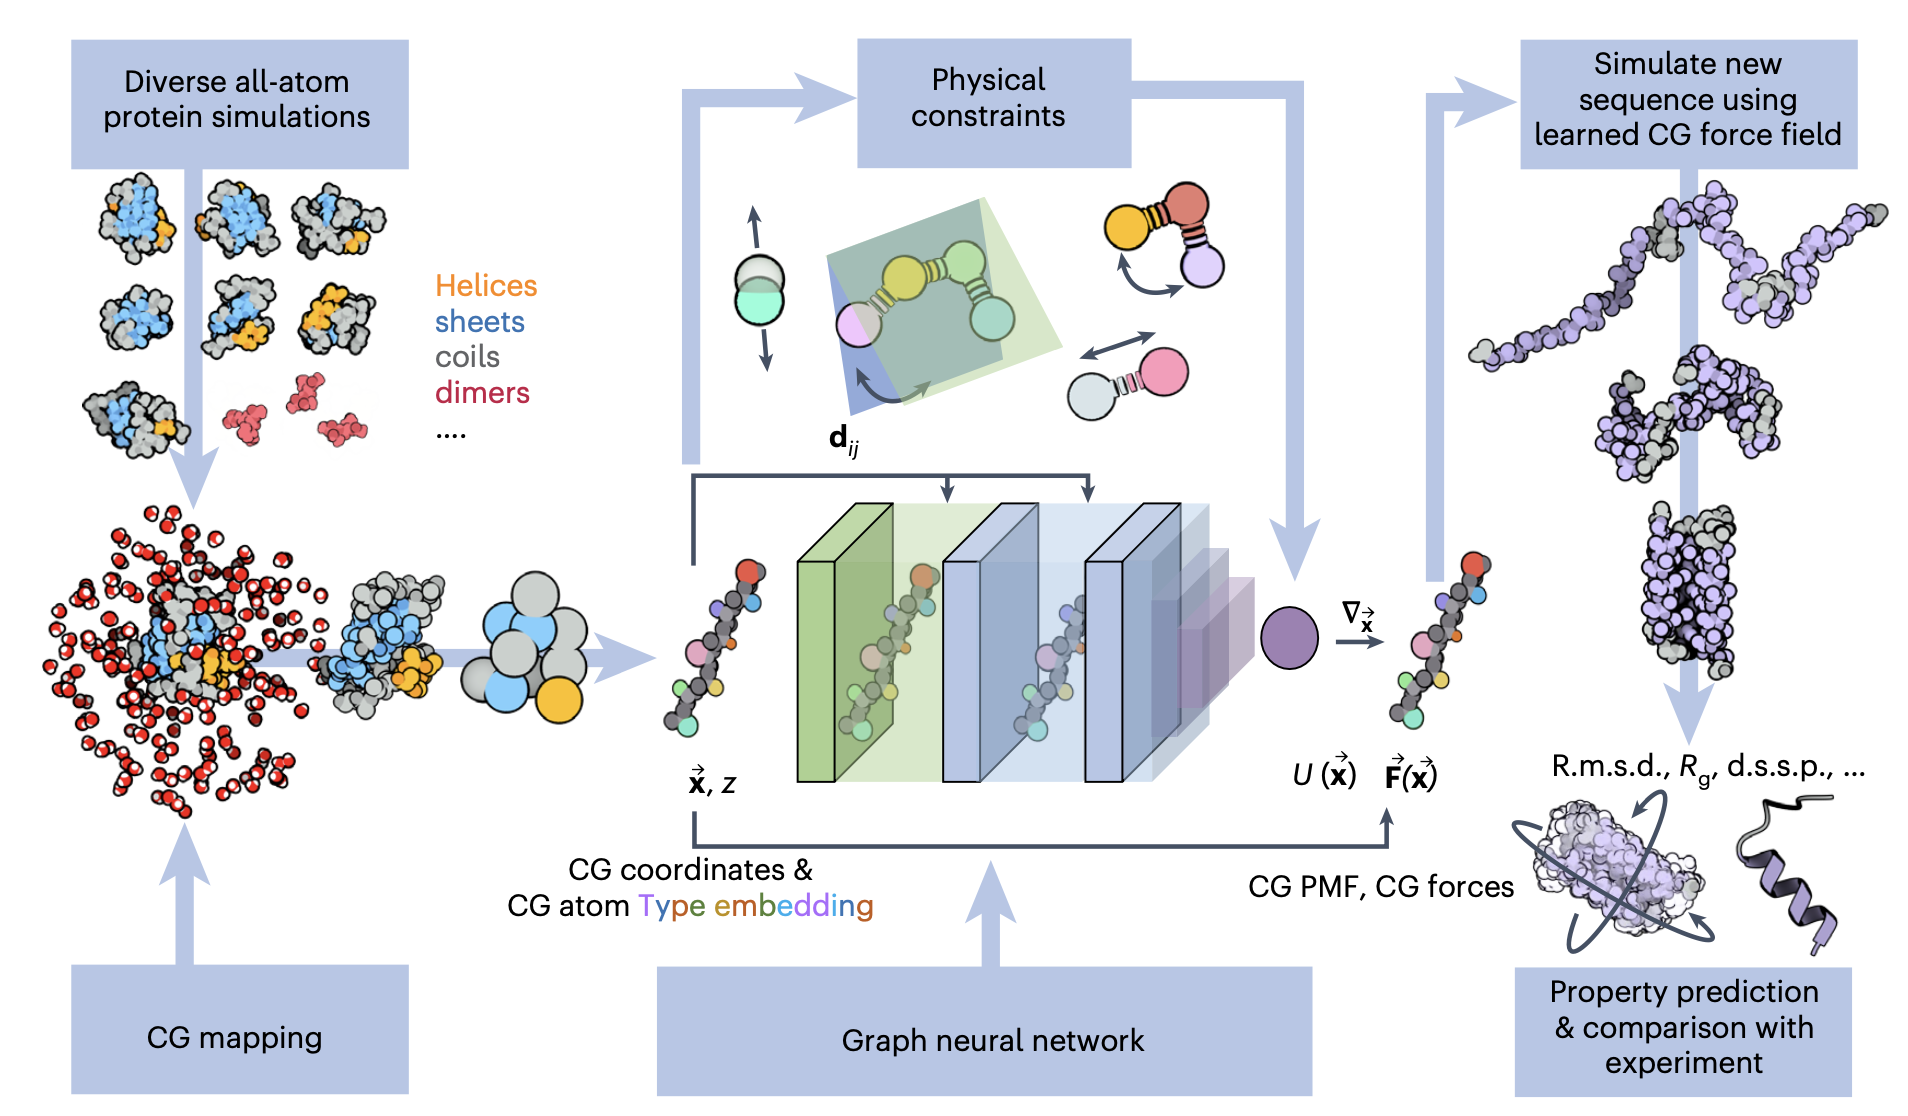 Diverse all-atom
protein simulations
Helices
sheets
coils
dimers
....
CG mapping
Physical
constraints
d_ij
x⃗, z
CG coordinates &
CG atom Type embedding
Graph neural network
∇_x⃗
U (x⃗) F⃗(x⃗)
CG PMF, CG forces
Simulate new
sequence using
learned CG force field
R.m.s.d., R_g, d.s.s.p., ...
Property prediction
& comparison with
experiment